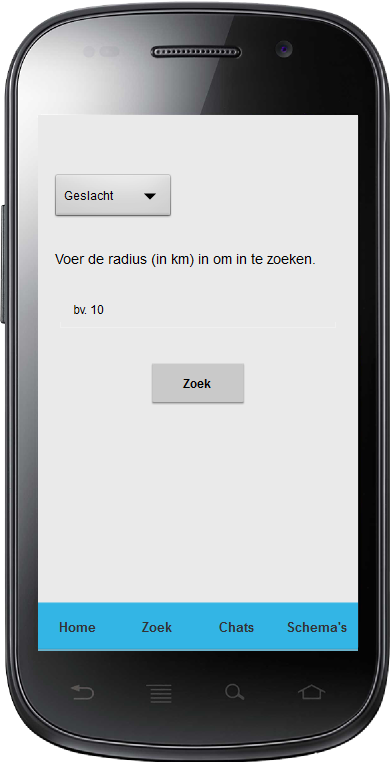 Geslacht
Voer de radius (in km) in om in te zoeken.
bv. 10
Zoek
Home Zoek Chats Schema's